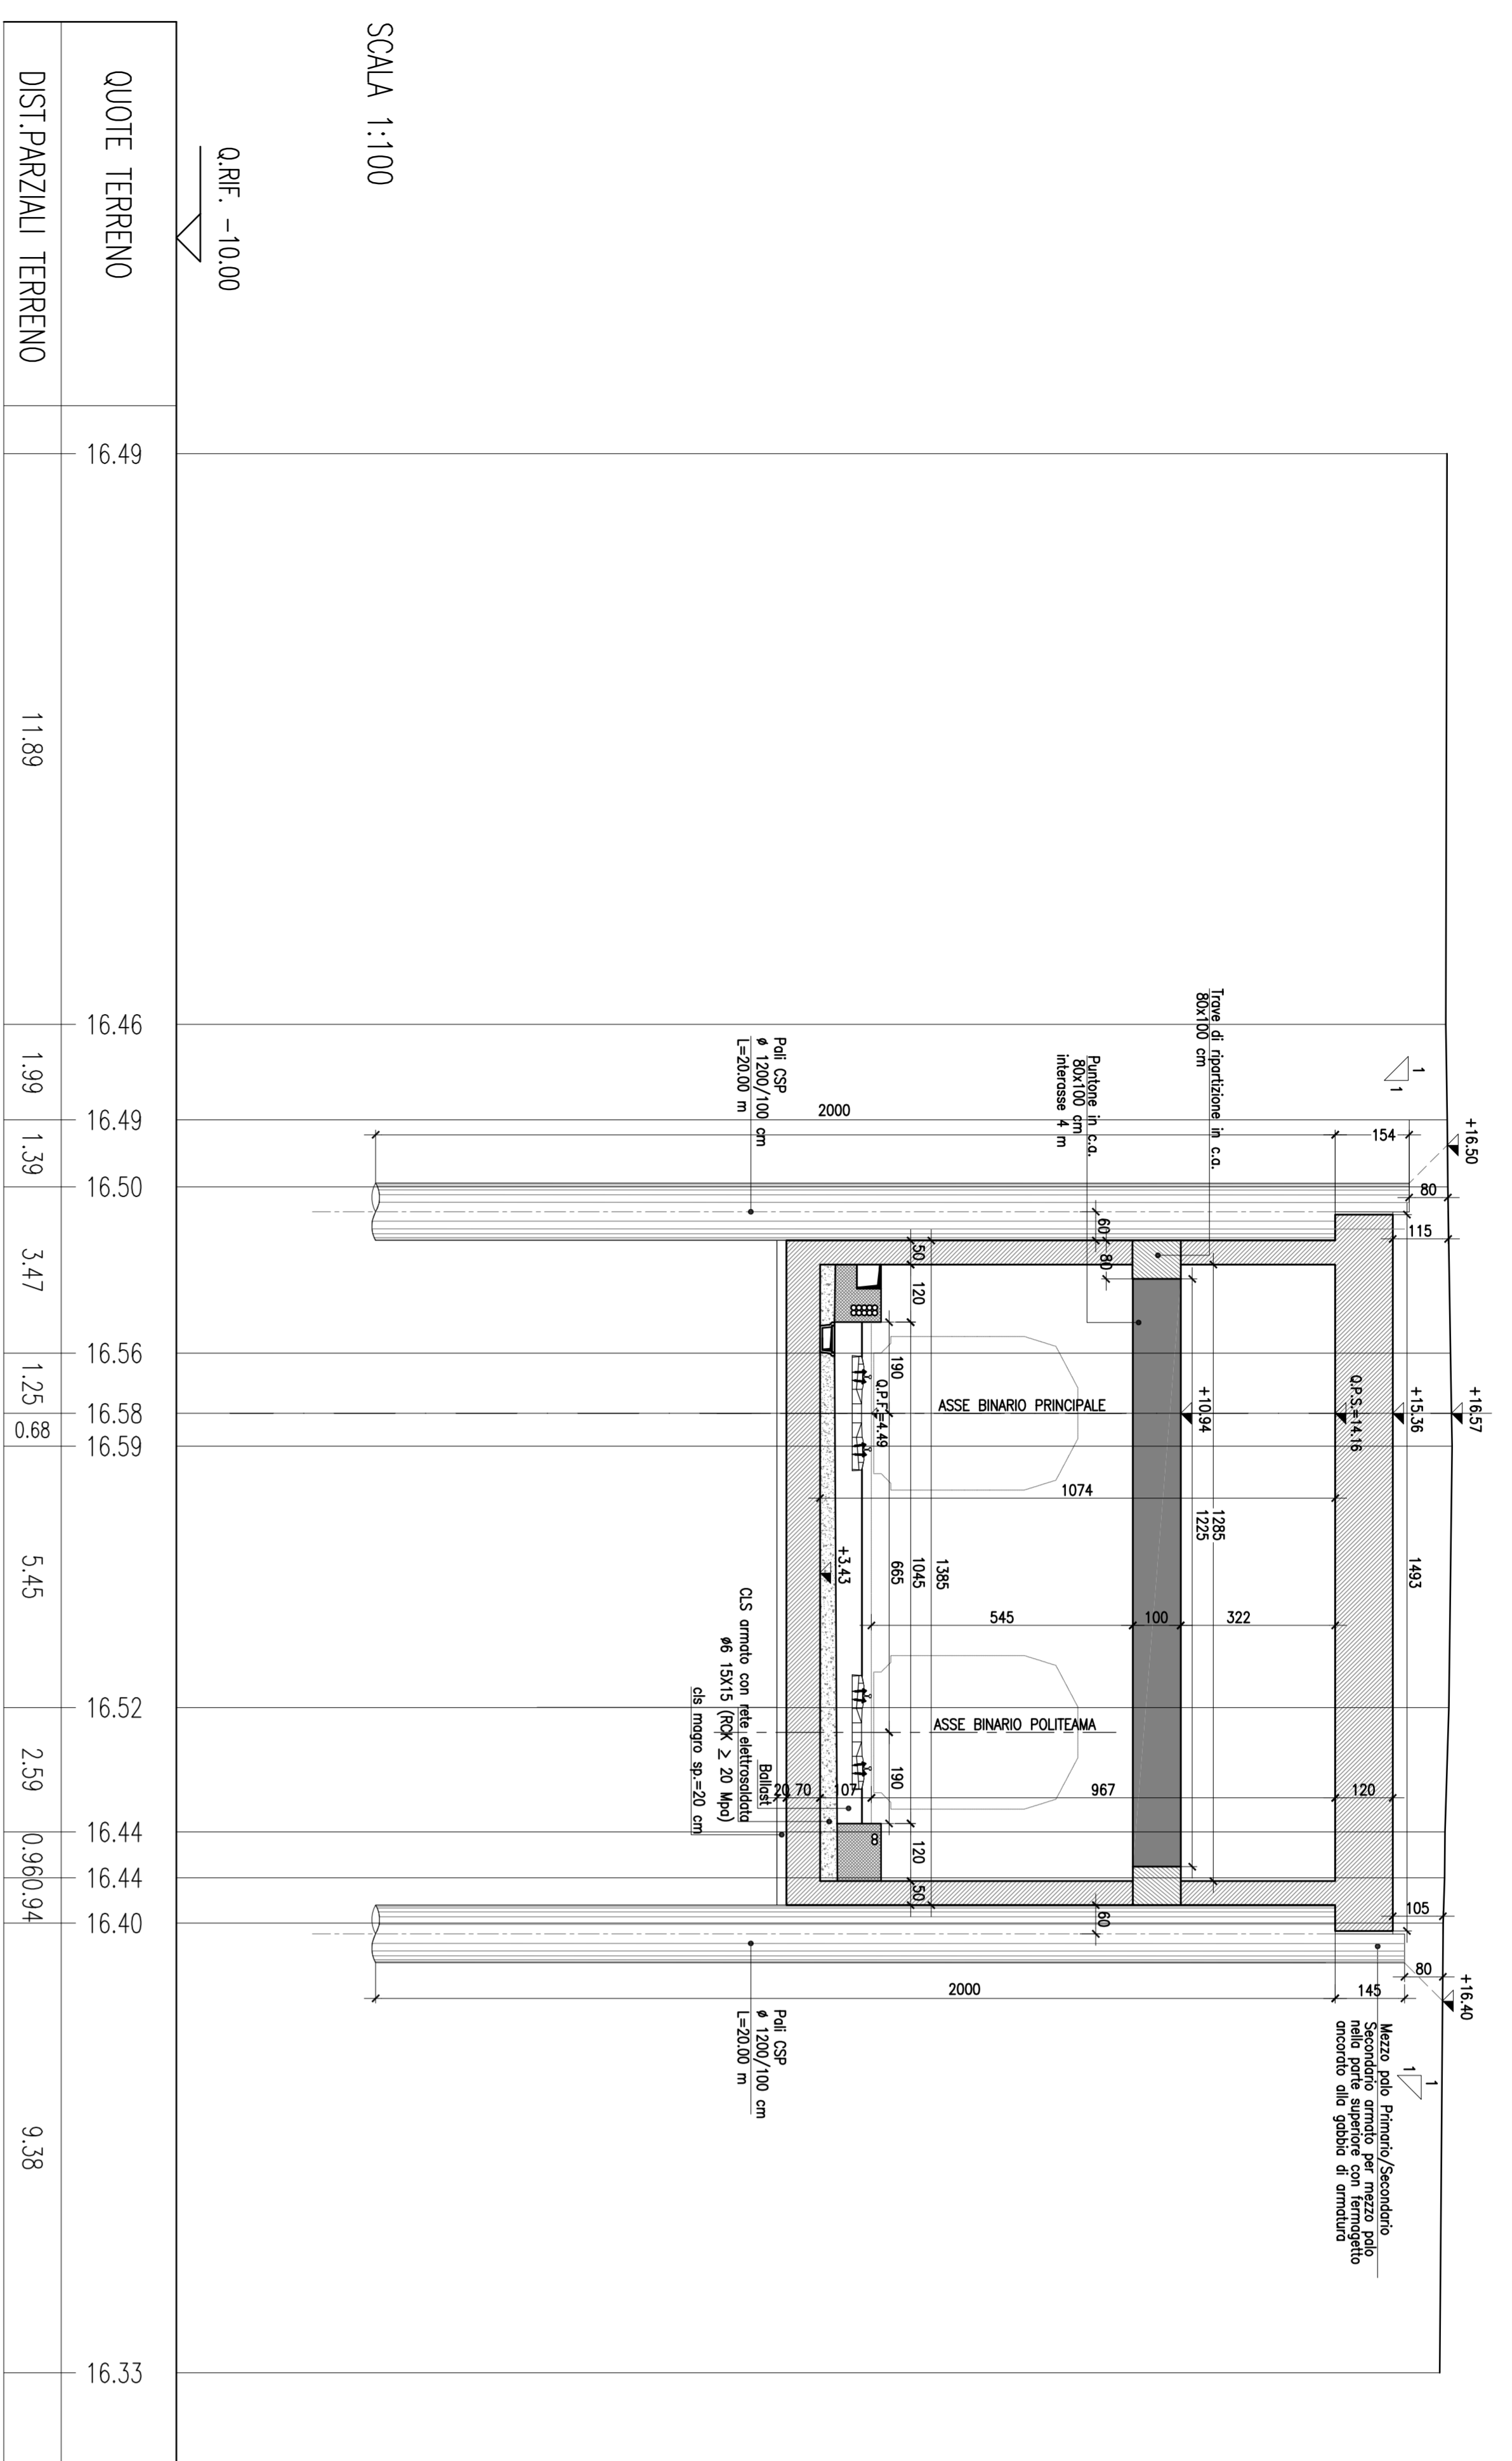 SCALA 1:100
Q.RIF. -10.00
QUOTE TERRENO
16.49
16.46
16.49
16.50
16.56
16.58
16.59
16.52
16.44
16.44
16.40
16.33
DIST.PARZIALI TERRENO
11.89
1.99
1.39
3.47
1.25
0.68
5.45
2.59
0.96
0.94
9.38
+16.50
+16.57
+16.40
1
1
154
80
115
+15.36
1493
105
80
145
1
1
Q.P.S.=14.16
120
Mezzo palo Primario/Secondario
Secondario armato per mezzo palo
nella parte superiore con fermagetto
ancorato alla gabbia di armatura
Trave di ripartizione in c.a.
80x100 cm
+10.94
1285
1225
322
100
Puntone in c.a.
80x100 cm
interasse 4 m
60
80
60
1074
545
967
ASSE BINARIO PRINCIPALE
ASSE BINARIO POLITEAMA
1385
50
120
1045
120
50
190
665
190
Q.P.F.=4.49
2000
2000
+3.43
107
70
20
Pali CSP
ø 1200/100 cm
L=20.00 m
Pali CSP
ø 1200/100 cm
L=20.00 m
Ballast
CLS armato con rete elettrosaldata
ø6 15X15 (RCK ≥ 20 Mpa)
cls magro sp.=20 cm